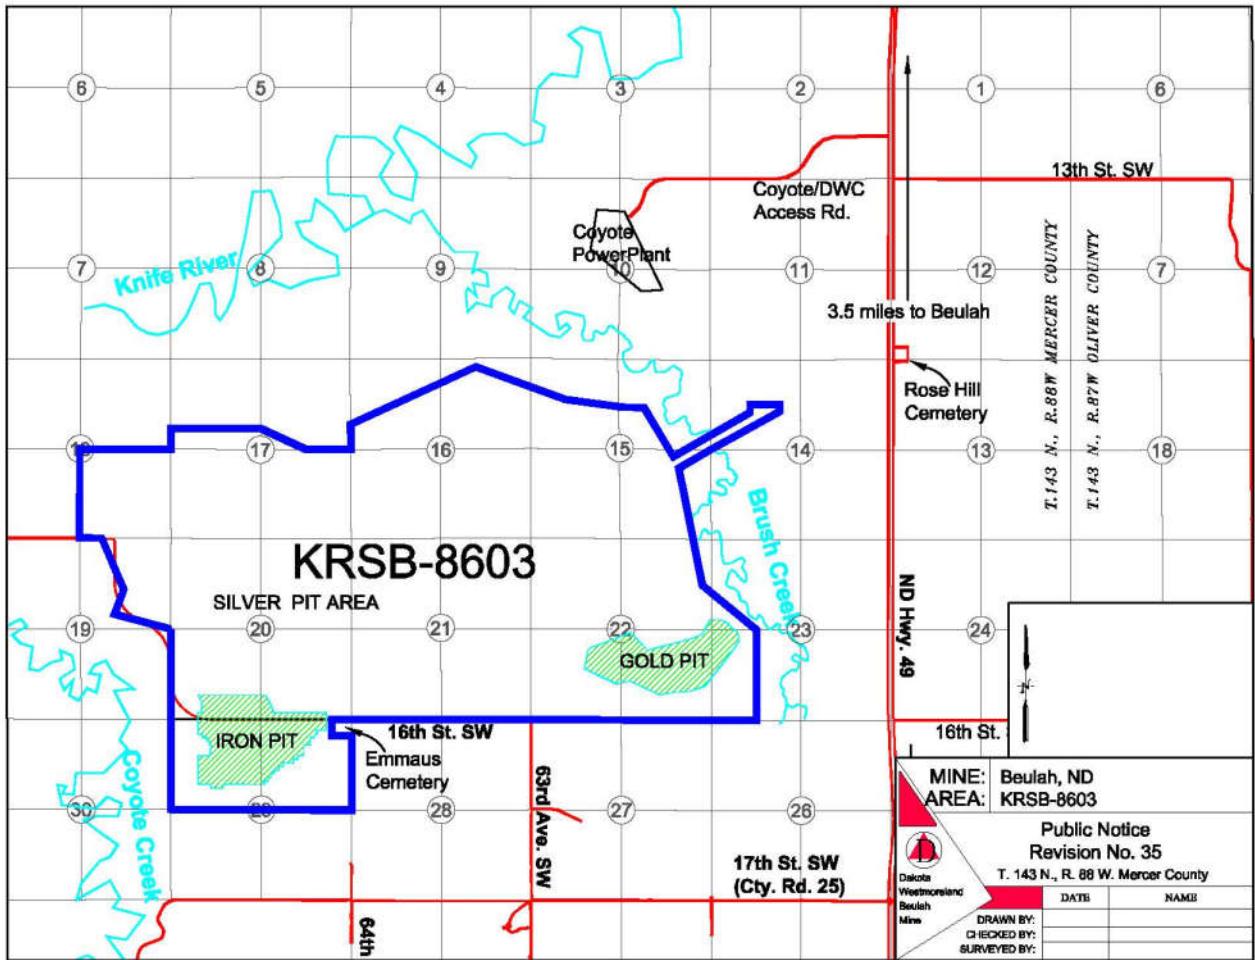 6
5
4
3
2
1
6
13th St. SW
Coyote/DWC
Access Rd.
Coyote
PowerPlant
Knife River
7
8
9
10
11
12
7
3.5 miles to Beulah
T.143 N., R.88W MERCER COUNTY
T.143 N., R.87W OLIVER COUNTY
Rose Hill
Cemetery
18
17
16
15
14
13
18
Brush Creek
KRSB-8603
SILVER PIT AREA
ND Hwy. 49
19
20
21
22
23
24
GOLD PIT
N
IRON PIT
16th St. SW
16th St.
Emmaus
Cemetery
Coyote Creek
63rd Ave. SW
30
29
28
27
26
17th St. SW
(Cty. Rd. 25)
64th
MINE: Beulah, ND
AREA: KRSB-8603
Public Notice
Revision No. 35
T. 143 N., R. 88 W. Mercer County
D
Dakota
Westmoreland
Beulah
Mine
DATE NAME
DRAWN BY:
CHECKED BY:
SURVEYED BY: